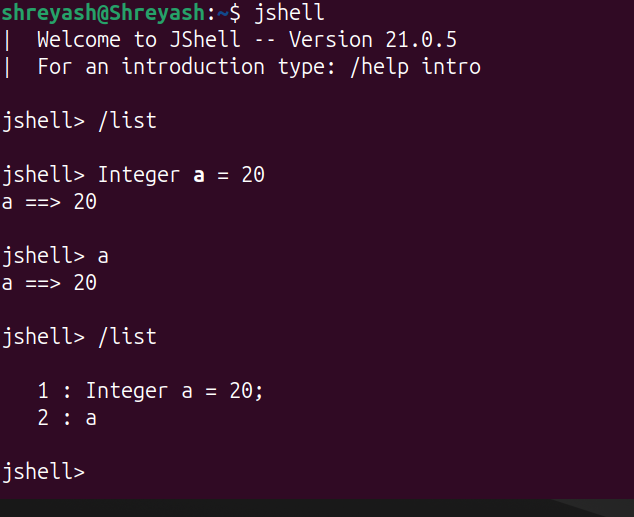 shreyash@Shreyash:~$ jshell
|  Welcome to JShell -- Version 21.0.5
|  For an introduction type: /help intro
jshell> /list
jshell> Integer a = 20
a ==> 20
jshell> a
a ==> 20
jshell> /list
   1 : Integer a = 20;
   2 : a
jshell>